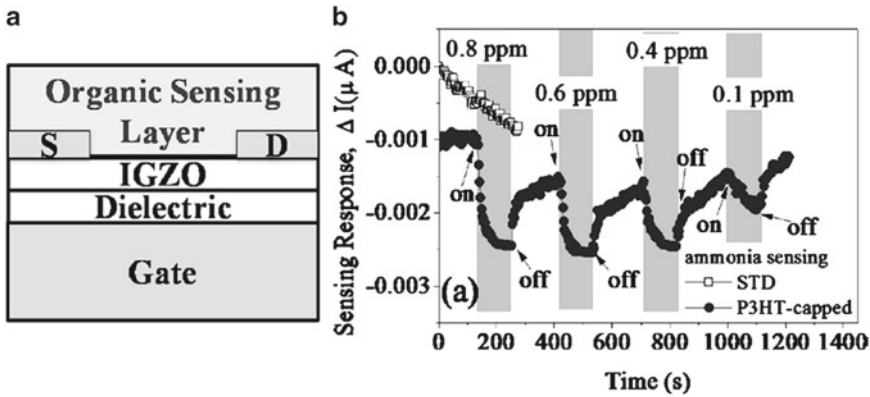 a
Organic Sensing
Layer
S
D
IGZO
Dielectric
Gate
b
Sensing Response, Δ I(μ A)
0.000
-0.001
-0.002
-0.003
0.8 ppm
0.6 ppm
0.4 ppm
0.1 ppm
on
off
on
off
on
off
on
off
(a)
ammonia sensing
STD
P3HT-capped
0 200 400 600 800 1000 1200 1400
Time (s)